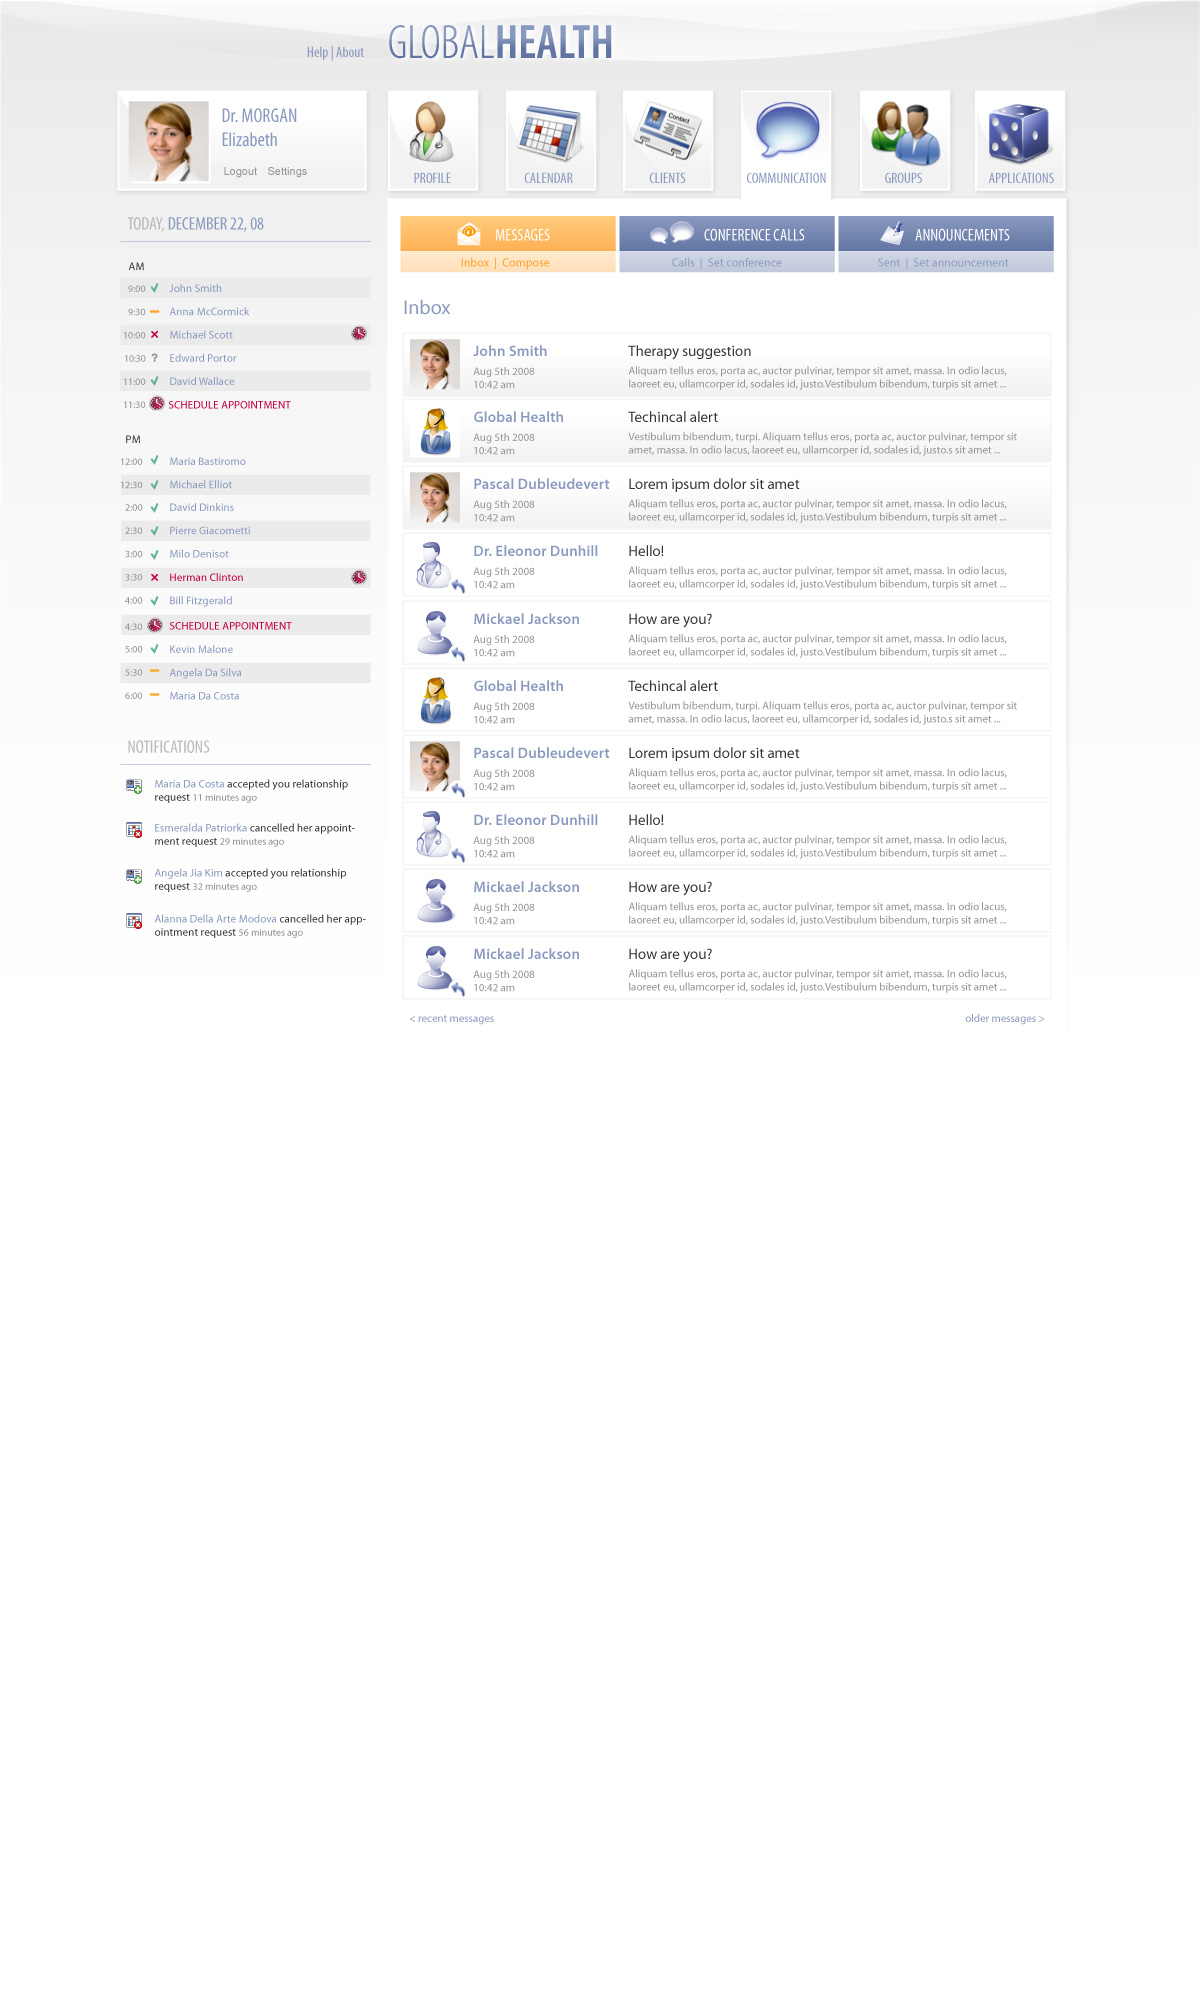 Help | About
GLOBALHEALTH
Dr. MORGAN
Elizabeth
Logout Settings
PROFILE
CALENDAR
Contact
CLIENTS
COMMUNICATION
GROUPS
APPLICATIONS
TODAY, DECEMBER 22, 08
AM
9:00 John Smith
9:30 Anna McCormick
10:00 Michael Scott
10:30 ? Edward Portor
11:00 David Wallace
11:30 SCHEDULE APPOINTMENT
PM
12:00 Maria Bastiromo
12:30 Michael Elliot
2:00 David Dinkins
2:30 Pierre Giacometti
3:00 Milo Denisot
3:30 Herman Clinton
4:00 Bill Fitzgerald
4:30 SCHEDULE APPOINTMENT
5:00 Kevin Malone
5:30 Angela Da Silva
6:00 Maria Da Costa
NOTIFICATIONS
Maria Da Costa accepted you relationship
request 11 minutes ago
Esmeralda Patriorka cancelled her appoint-
ment request 29 minutes ago
Angela Jia Kim accepted you relationship
request 32 minutes ago
Alanna Della Arte Modova cancelled her app-
ointment request 56 minutes ago
MESSAGES
Inbox | Compose
CONFERENCE CALLS
Calls | Set conference
ANNOUNCEMENTS
Sent | Set announcement
Inbox
John Smith
Aug 5th 2008
10:42 am
Therapy suggestion
Aliquam tellus eros, porta ac, auctor pulvinar, tempor sit amet, massa. In odio lacus,
laoreet eu, ullamcorper id, sodales id, justo.Vestibulum bibendum, turpis sit amet ...
Global Health
Aug 5th 2008
10:42 am
Techincal alert
Vestibulum bibendum, turpi. Aliquam tellus eros, porta ac, auctor pulvinar, tempor sit
amet, massa. In odio lacus, laoreet eu, ullamcorper id, sodales id, justo.s sit amet ...
Pascal Dubleudevert
Aug 5th 2008
10:42 am
Lorem ipsum dolor sit amet
Aliquam tellus eros, porta ac, auctor pulvinar, tempor sit amet, massa. In odio lacus,
laoreet eu, ullamcorper id, sodales id, justo.Vestibulum bibendum, turpis sit amet ...
Dr. Eleonor Dunhill
Aug 5th 2008
10:42 am
Hello!
Aliquam tellus eros, porta ac, auctor pulvinar, tempor sit amet, massa. In odio lacus,
laoreet eu, ullamcorper id, sodales id, justo.Vestibulum bibendum, turpis sit amet ...
Mickael Jackson
Aug 5th 2008
10:42 am
How are you?
Aliquam tellus eros, porta ac, auctor pulvinar, tempor sit amet, massa. In odio lacus,
laoreet eu, ullamcorper id, sodales id, justo.Vestibulum bibendum, turpis sit amet ...
Global Health
Aug 5th 2008
10:42 am
Techincal alert
Vestibulum bibendum, turpi. Aliquam tellus eros, porta ac, auctor pulvinar, tempor sit
amet, massa. In odio lacus, laoreet eu, ullamcorper id, sodales id, justo.s sit amet ...
Pascal Dubleudevert
Aug 5th 2008
10:42 am
Lorem ipsum dolor sit amet
Aliquam tellus eros, porta ac, auctor pulvinar, tempor sit amet, massa. In odio lacus,
laoreet eu, ullamcorper id, sodales id, justo.Vestibulum bibendum, turpis sit amet ...
Dr. Eleonor Dunhill
Aug 5th 2008
10:42 am
Hello!
Aliquam tellus eros, porta ac, auctor pulvinar, tempor sit amet, massa. In odio lacus,
laoreet eu, ullamcorper id, sodales id, justo.Vestibulum bibendum, turpis sit amet ...
Mickael Jackson
Aug 5th 2008
10:42 am
How are you?
Aliquam tellus eros, porta ac, auctor pulvinar, tempor sit amet, massa. In odio lacus,
laoreet eu, ullamcorper id, sodales id, justo.Vestibulum bibendum, turpis sit amet ...
Mickael Jackson
Aug 5th 2008
10:42 am
How are you?
Aliquam tellus eros, porta ac, auctor pulvinar, tempor sit amet, massa. In odio lacus,
laoreet eu, ullamcorper id, sodales id, justo.Vestibulum bibendum, turpis sit amet ...
< recent messages
older messages >